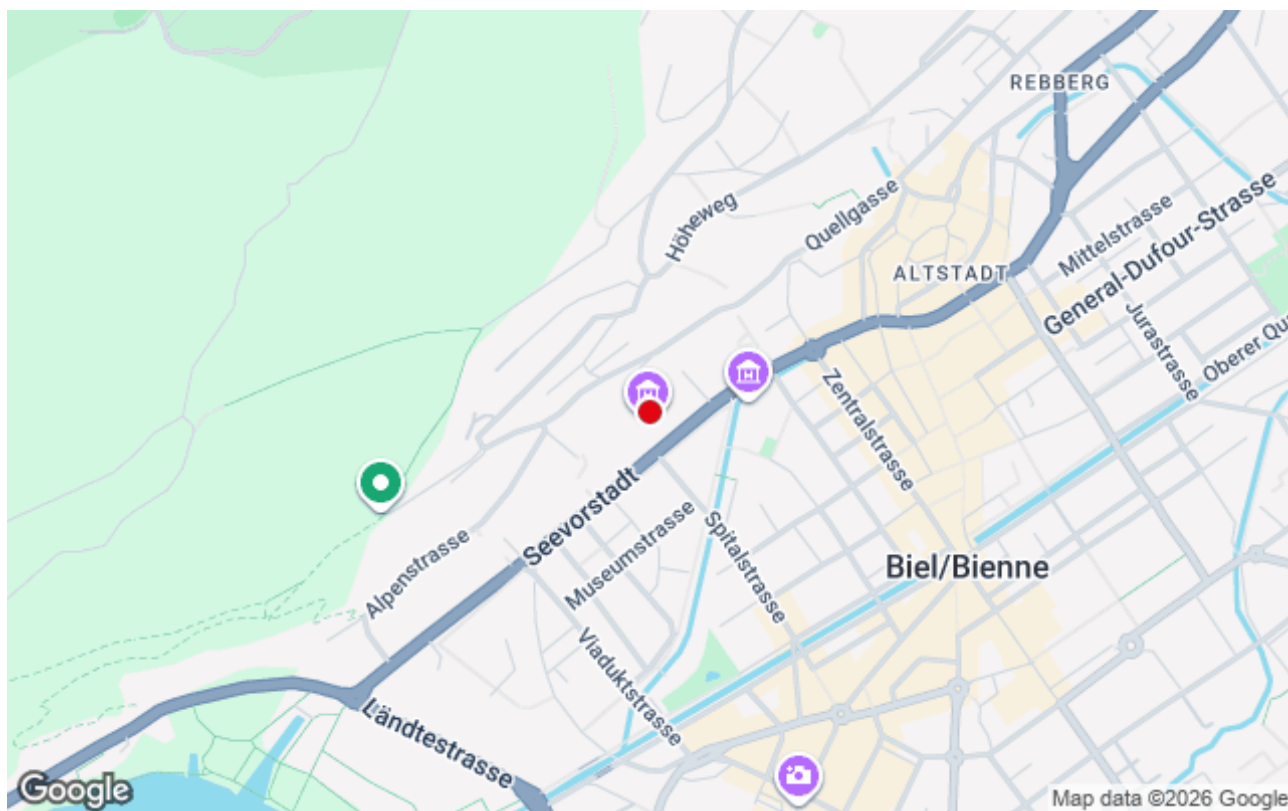 REBBERG
Höheweg
Quellgasse
Mittelstrasse
ALTSTADT
General-Dufour-Strasse
Jurastrasse
Oberer Qu
Zentralstrasse
Seevorstadt
Spitalstrasse
Museumstrasse
Alpenstrasse
Biel/Bienne
Viaduktstrasse
Ländtestrasse
Google
Map data ©2026 Google